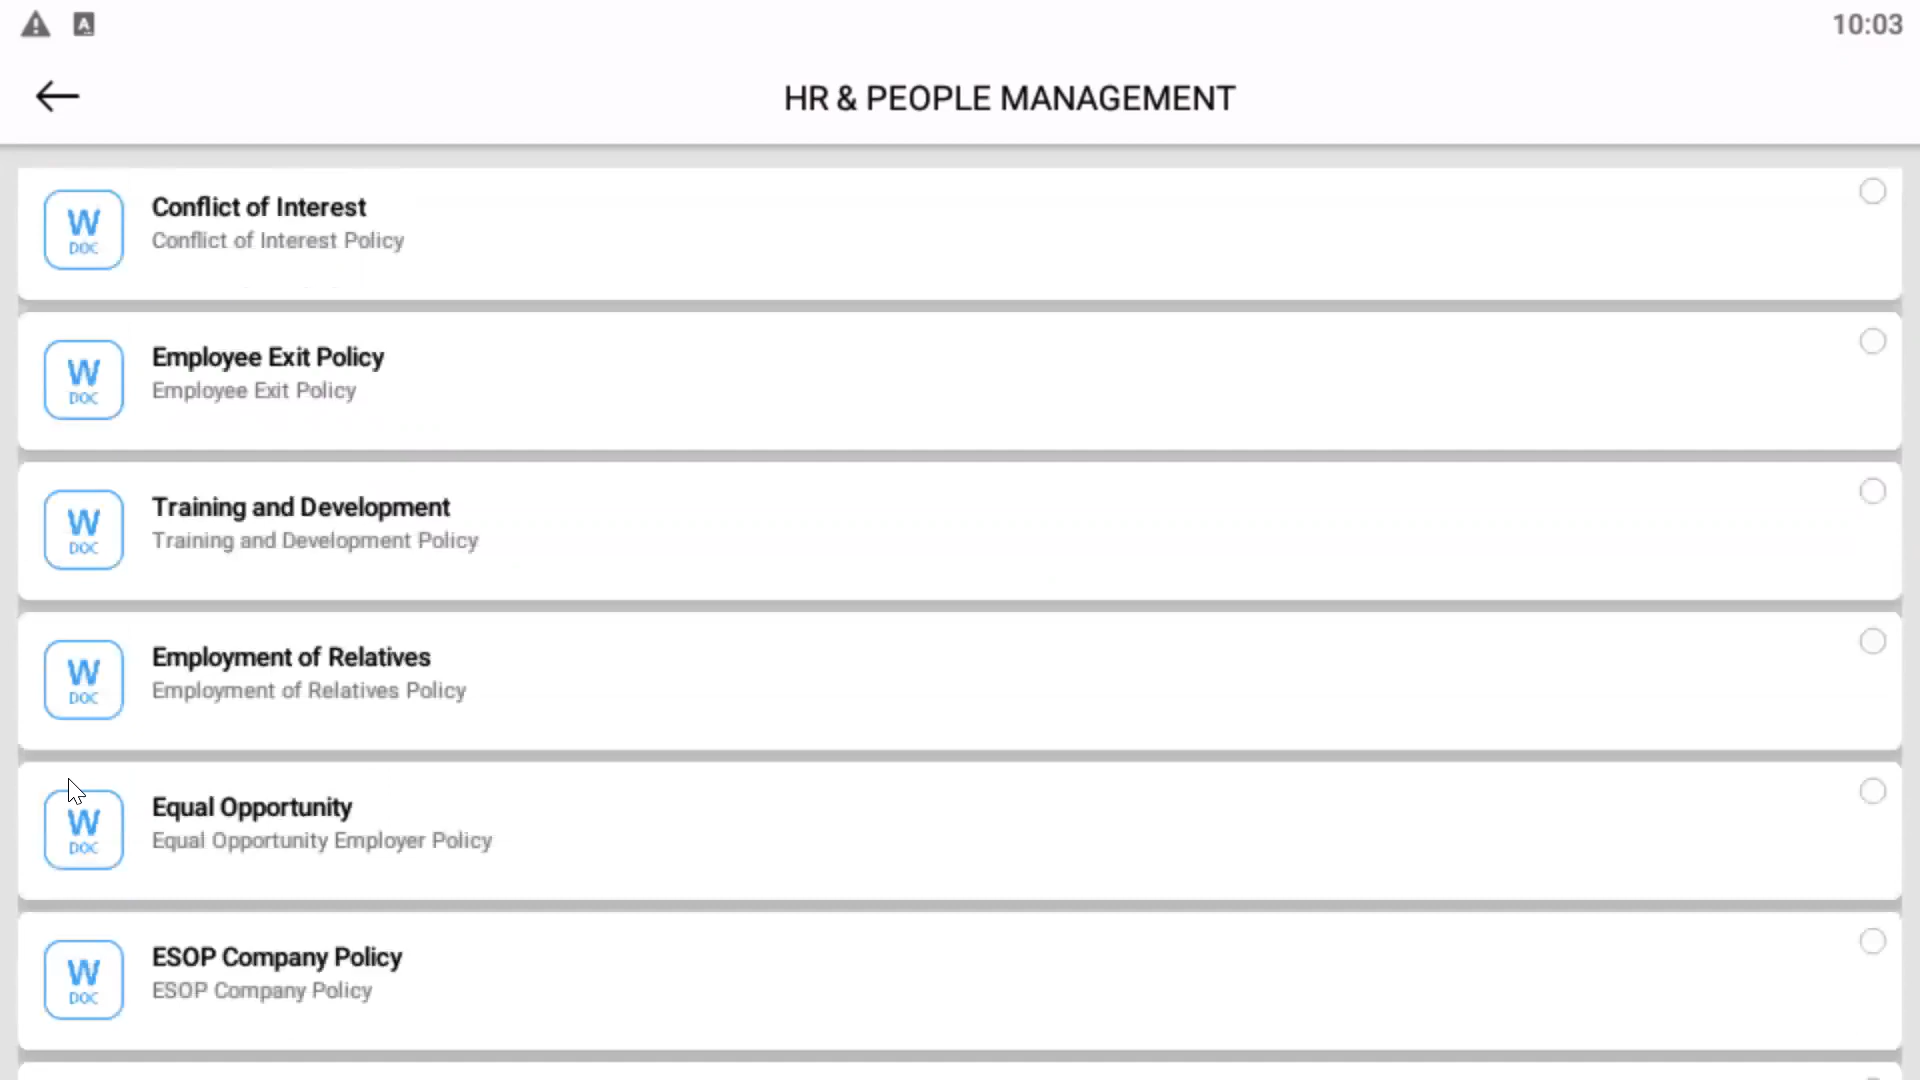 A
10:03
HR & PEOPLE MANAGEMENT
W
DOC
Conflict of Interest
Conflict of Interest Policy
W
DOC
Employee Exit Policy
Employee Exit Policy
W
DOC
Training and Development
Training and Development Policy
W
DOC
Employment of Relatives
Employment of Relatives Policy
W
DOC
Equal Opportunity
Equal Opportunity Employer Policy
W
DOC
ESOP Company Policy
ESOP Company Policy